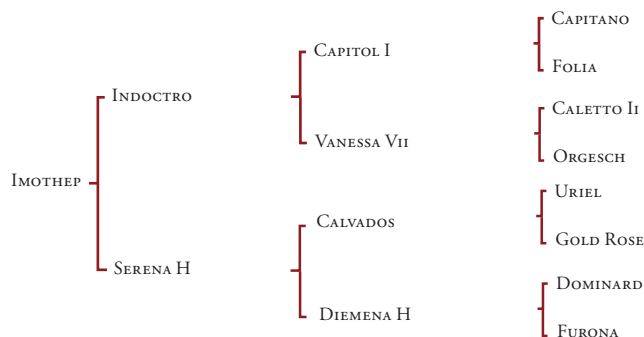 Capitano
Capitol I
Folia
Indoctro
Caletto Ii
Vanessa Vii
Orgesch
Imothep
Uriel
Calvados
Gold Rose
Serena H
Dominard
Diemena H
Furona